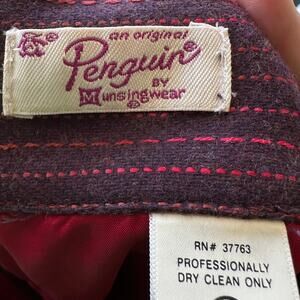 an original
Penguin®
BY
Munsingwear
RN# 37763
PROFESSIONALLY
DRY CLEAN ONLY